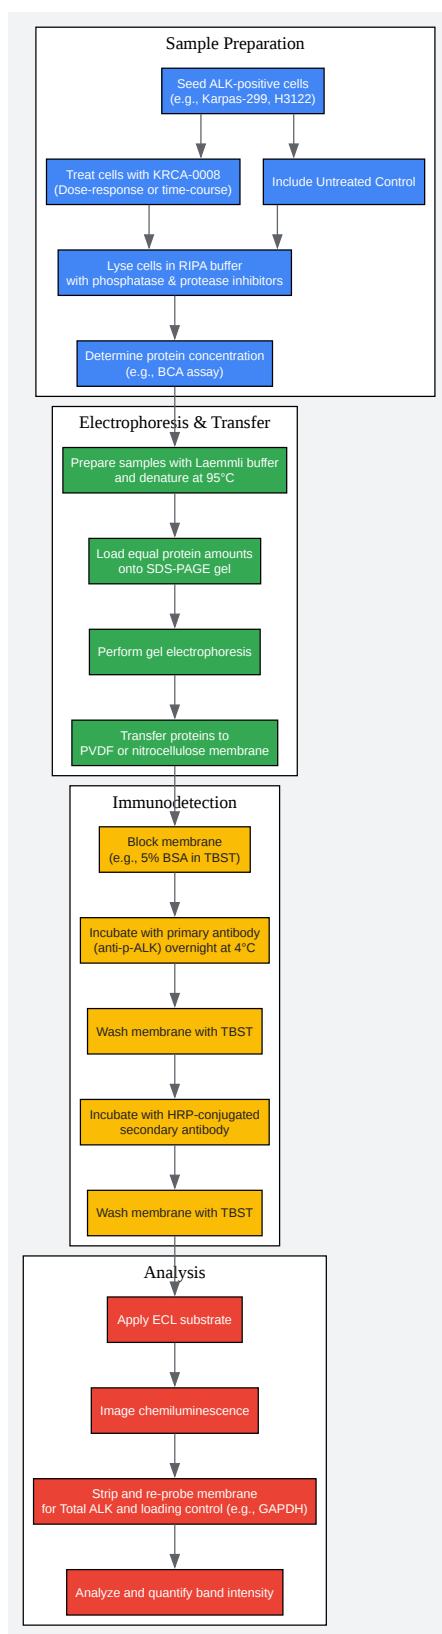 Sample Preparation
Seed ALK-positive cells
(e.g., Karpas-299, H3122)
Treat cells with KRCA-0008
(Dose-response or time-course)
Include Untreated Control
Lyse cells in RIPA buffer
with phosphatase & protease inhibitors
Determine protein concentration
(e.g., BCA assay)
Electrophoresis & Transfer
Prepare samples with Laemmli buffer
and denature at 95°C
Load equal protein amounts
onto SDS-PAGE gel
Perform gel electrophoresis
Transfer proteins to
PVDF or nitrocellulose membrane
Immunodetection
Block membrane
(e.g., 5% BSA in TBST)
Incubate with primary antibody
(anti-p-ALK) overnight at 4°C
Wash membrane with TBST
Incubate with HRP-conjugated
secondary antibody
Wash membrane with TBST
Analysis
Apply ECL substrate
Image chemiluminescence
Strip and re-probe membrane
for Total ALK and loading control (e.g., GAPDH)
Analyze and quantify band intensity